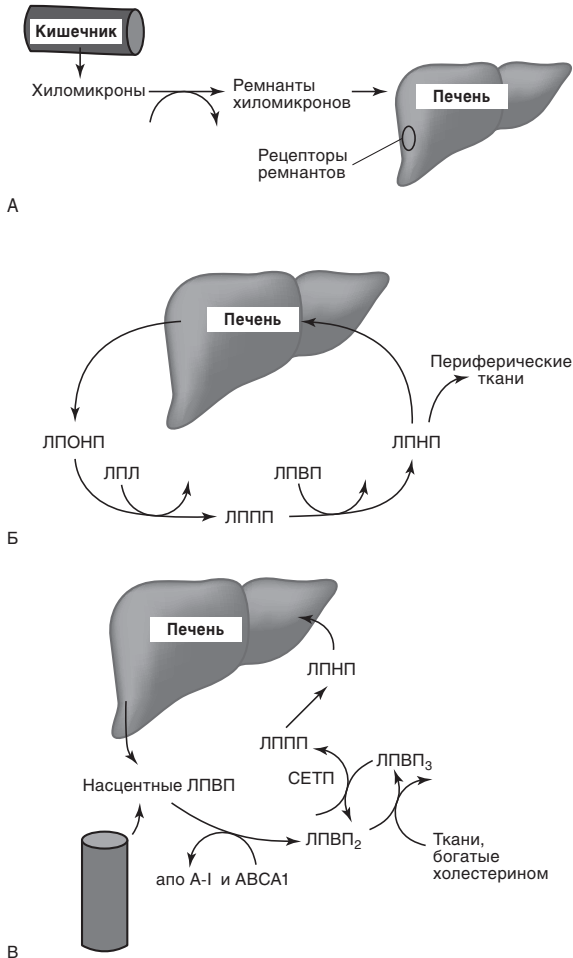 Кишечник
Хиломикроны
Ремнанты
хиломикронов
Печень
Рецепторы
ремнантов
А
Печень
Периферические
ткани
ЛПОНП
ЛПНП
ЛПЛ
ЛПВП
ЛППП
Б
Печень
ЛПНП
ЛППП
ЛПВП3
СЕТП
Насцентные ЛПВП
ЛПВП2
Ткани,
богатые
холестерином
апо A-I и ABCA1
В